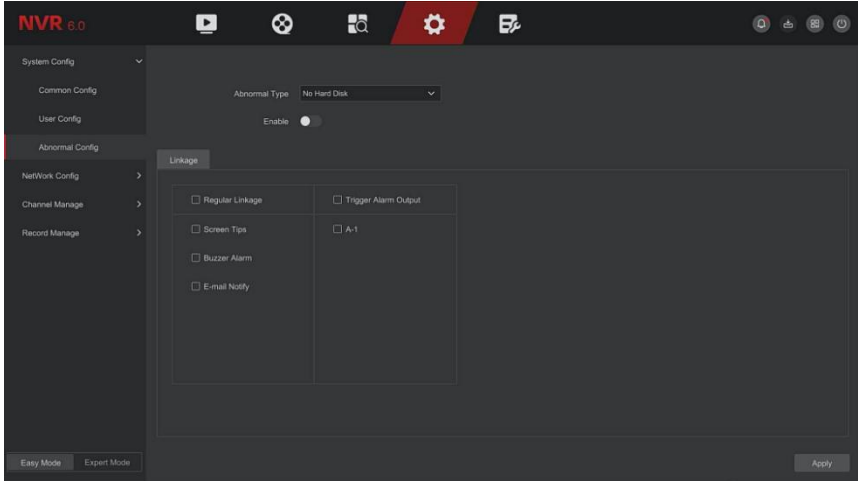 NVR 6.0
System Config
Common Config
User Config
Abnormal Config
NetWork Config
Channel Manage
Record Manage
Easy Mode Expert Mode
Abnormal Type No Hard Disk
Enable
Linkage
Regular Linkage Trigger Alarm Output
Screen Tips A-1
Buzzer Alarm
E-mail Notify
Apply